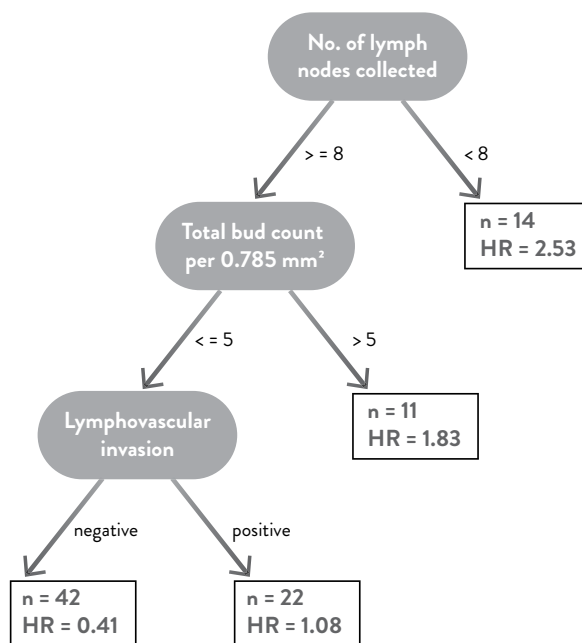 No. of lymph
nodes collected
> = 8
< 8
n = 14
HR = 2.53
Total bud count
per 0.785 mm²
< = 5
> 5
n = 11
HR = 1.83
Lymphovascular
invasion
negative
positive
n = 42
HR = 0.41
n = 22
HR = 1.08